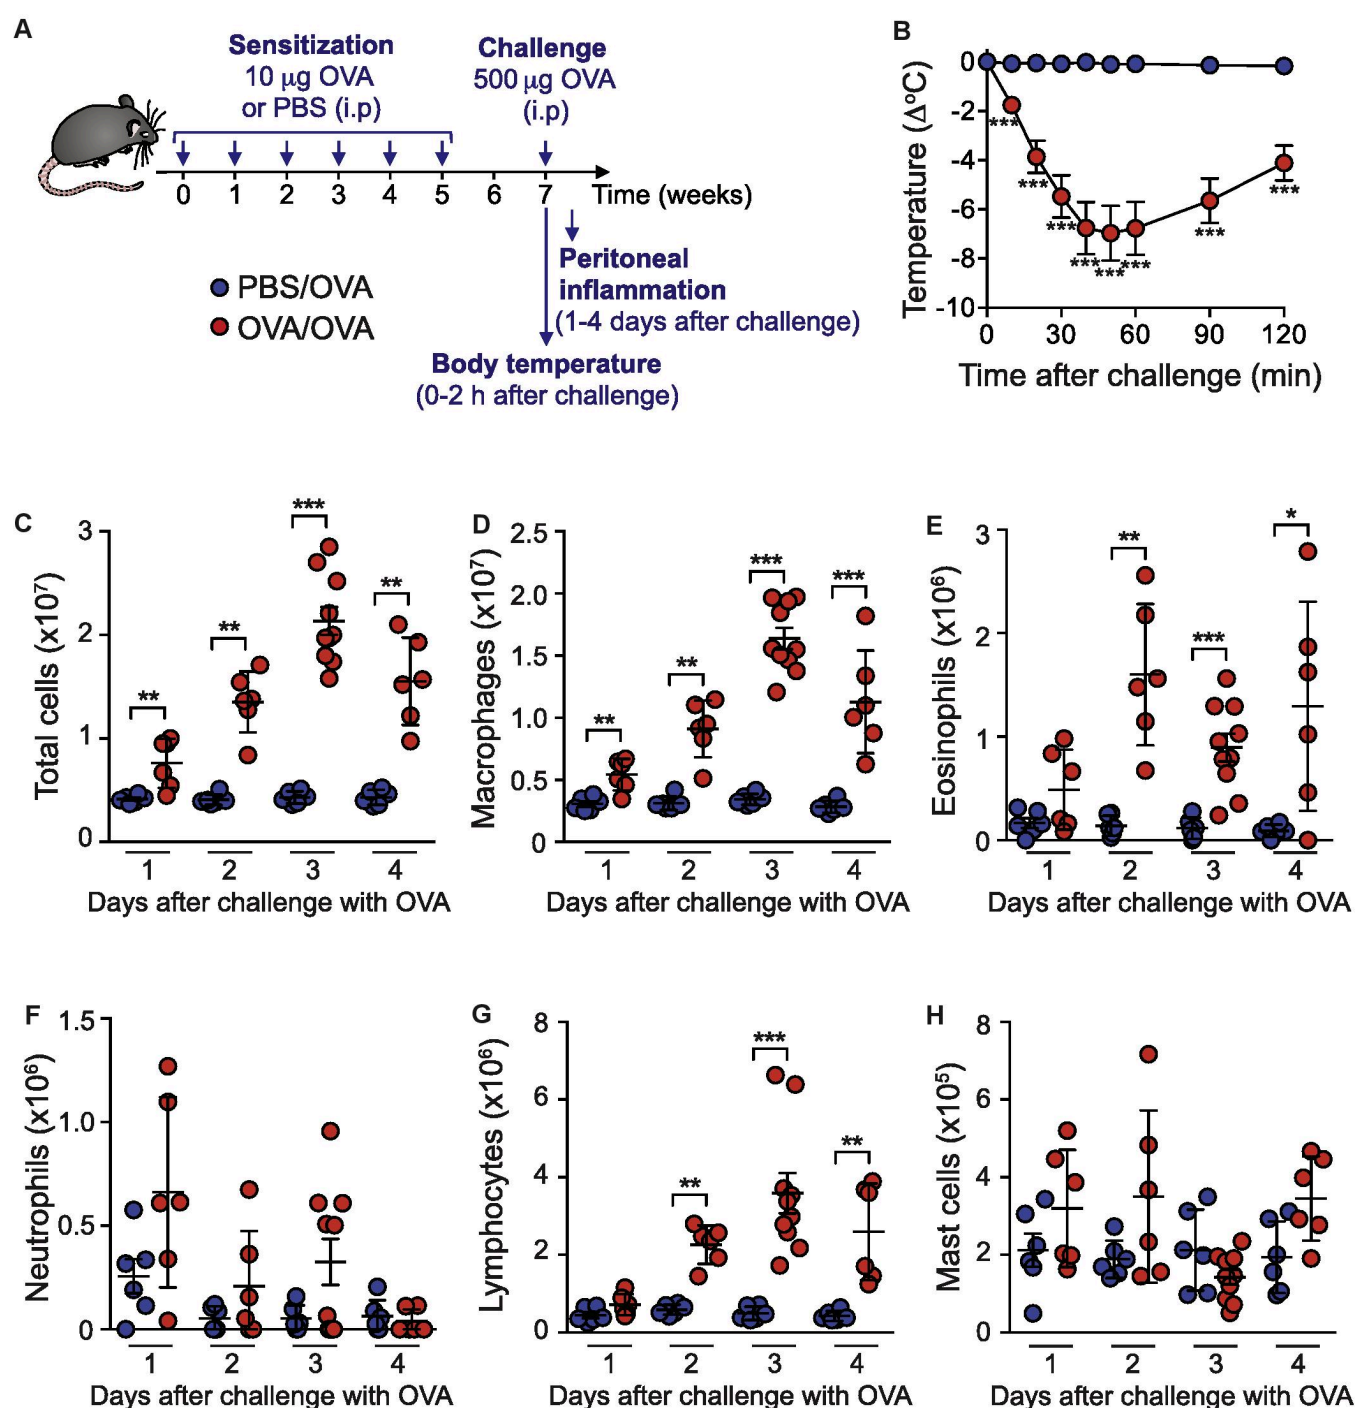 A
Sensitization
10 μg OVA
or PBS (i.p)
Challenge
500 μg OVA
(i.p)
0 1 2 3 4 5 6 7 Time (weeks)
Peritoneal
inflammation
(1-4 days after challenge)
Body temperature
(0-2 h after challenge)
PBS/OVA
OVA/OVA
B
Temperature (Δ°C)
0
-2
-4
-6
-8
-10
***
***
***
***
***
***
***
***
0 30 60 90 120
Time after challenge (min)
C
Total cells (x10⁷)
3
2
1
0
**
**
***
**
1 2 3 4
Days after challenge with OVA
D
Macrophages (x10⁷)
2.5
2.0
1.5
1.0
0.5
0
**
**
***
***
1 2 3 4
Days after challenge with OVA
E
Eosinophils (x10⁶)
3
2
1
0
**
***
*
1 2 3 4
Days after challenge with OVA
F
Neutrophils (x10⁶)
1.5
1.0
0.5
0
1 2 3 4
Days after challenge with OVA
G
Lymphocytes (x10⁶)
8
6
4
2
0
**
***
**
1 2 3 4
Days after challenge with OVA
H
Mast cells (x10⁵)
8
6
4
2
0
1 2 3 4
Days after challenge with OVA